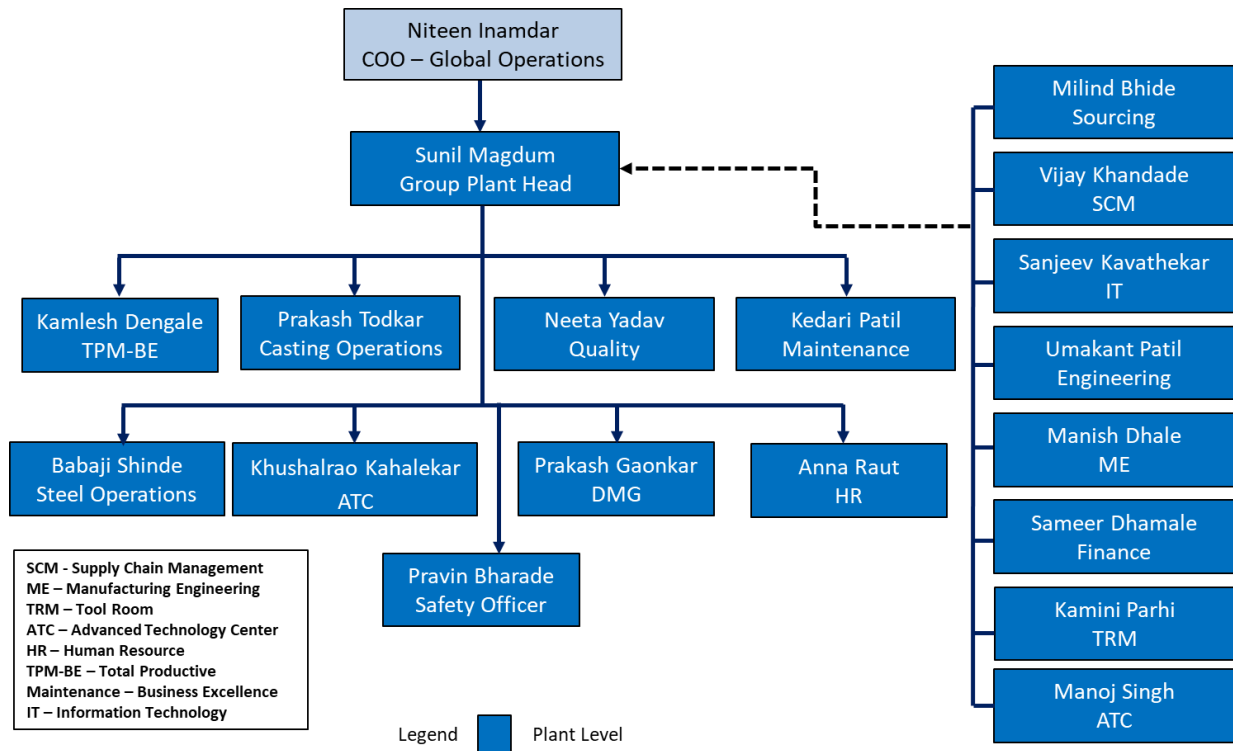 Niteen Inamdar
COO – Global Operations
Sunil Magdum
Group Plant Head
Kamlesh Dengale
TPM-BE
Prakash Todkar
Casting Operations
Neeta Yadav
Quality
Kedari Patil
Maintenance
Babaji Shinde
Steel Operations
Khushalrao Kahalekar
ATC
Prakash Gaonkar
DMG
Anna Raut
HR
Pravin Bharade
Safety Officer
Milind Bhide
Sourcing
Vijay Khandade
SCM
Sanjeev Kavathekar
IT
Umakant Patil
Engineering
Manish Dhale
ME
Sameer Dhamale
Finance
Kamini Parhi
TRM
Manoj Singh
ATC
SCM - Supply Chain Management
ME – Manufacturing Engineering
TRM – Tool Room
ATC – Advanced Technology Center
HR – Human Resource
TPM-BE – Total Productive
Maintenance – Business Excellence
IT – Information Technology
Legend Plant Level